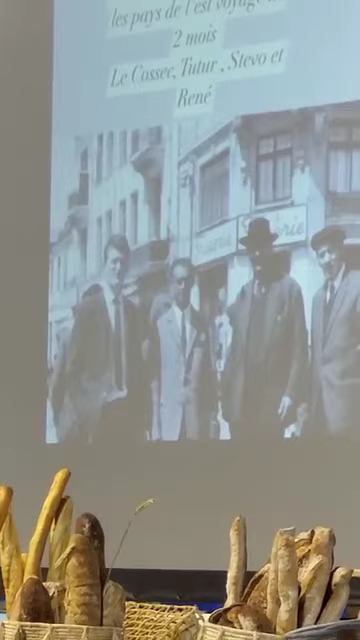 les pays de l'est voyage
2 mois
Le Cossec, Tutur , Stevo et
René